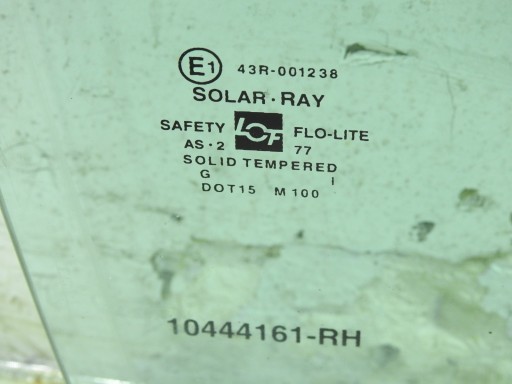 E1 43R-001238
SOLAR·RAY
SAFETY LOF FLO-LITE
AS·2 77
SOLID TEMPERED
G I
DOT15 M100
10444161-RH